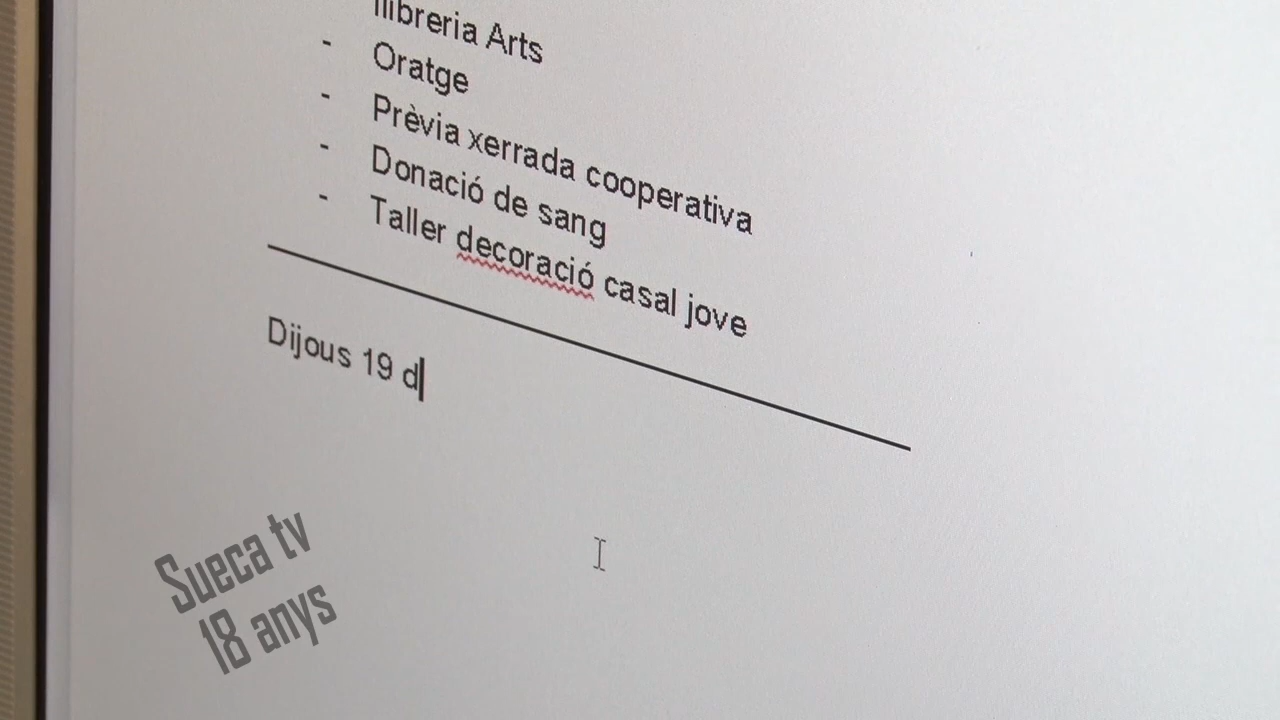 llibreria Arts
- Oratge
- Prèvia xerrada cooperativa
- Donació de sang
- Taller decoració casal jove
Dijous 19 d
Sueca tv
18 anys